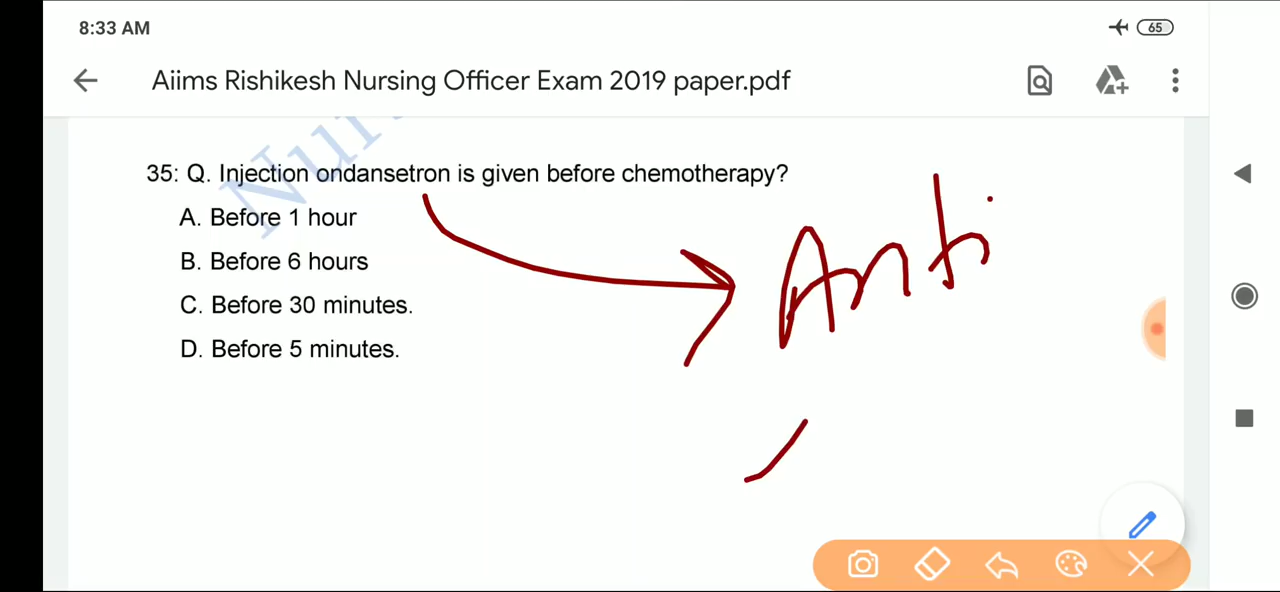 8:33 AM
65
Aiims Rishikesh Nursing Officer Exam 2019 paper.pdf
Nur
35: Q. Injection ondansetron is given before chemotherapy?
A. Before 1 hour
B. Before 6 hours
C. Before 30 minutes.
D. Before 5 minutes.
Anti